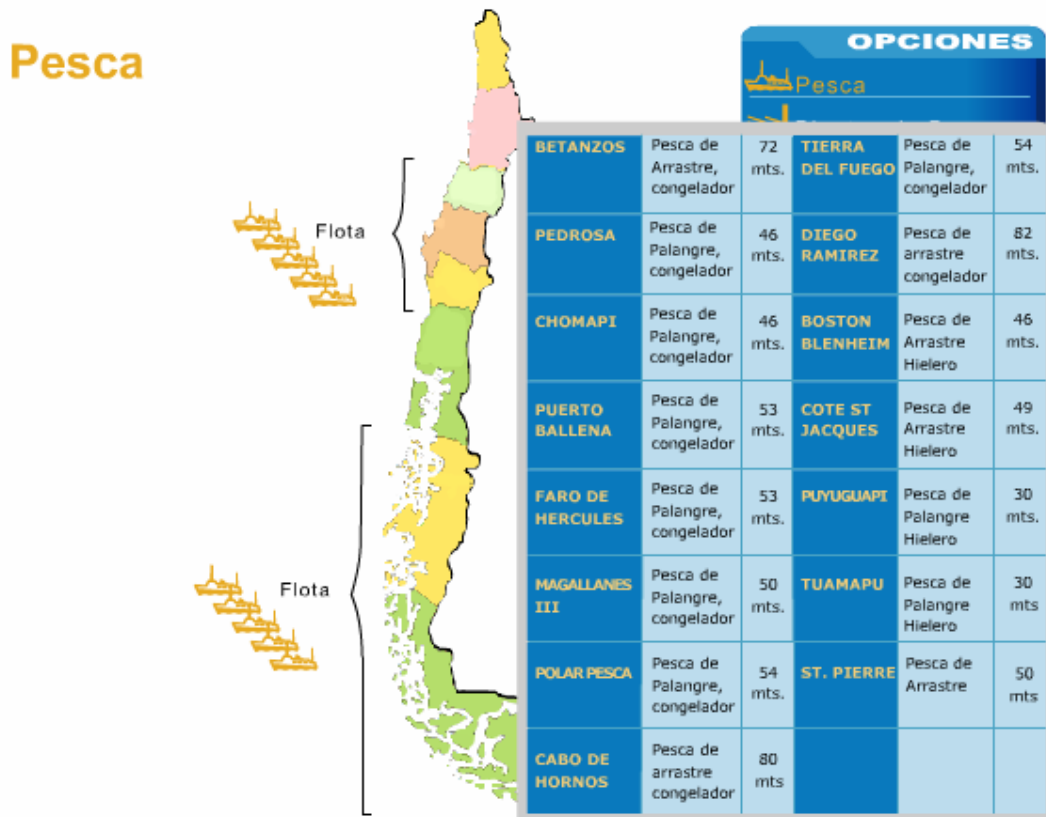 Pesca
OPCIONES
Pesca
Flota
Flota
BETANZOS
Pesca de
Arrastre,
congelador
72
mts.
TIERRA
DEL FUEGO
Pesca de
Palangre,
congelador
54
mts.
PEDROSA
Pesca de
Palangre,
congelador
46
mts.
DIEGO
RAMIREZ
Pesca de
arrastre
congelador
82
mts.
CHOMAPI
Pesca de
Palangre,
congelador
46
mts.
BOSTON
BLENHEIM
Pesca de
Arrastre
Hielero
46
mts.
PUERTO
BALLENA
Pesca de
Palangre,
congelador
53
mts.
COTE ST
JACQUES
Pesca de
Arrastre
Hielero
49
mts.
FARO DE
HERCULES
Pesca de
Palangre,
congelador
53
mts.
PUYUGUAPI
Pesca de
Palangre
Hielero
30
mts.
MAGALLANES
III
Pesca de
Palangre,
congelador
50
mts.
TUAMAPU
Pesca de
Palangre
Hielero
30
mts
POLAR PESCA
Pesca de
Palangre,
congelador
54
mts.
ST. PIERRE
Pesca de
Arrastre
50
mts
CABO DE
HORNOS
Pesca de
arrastre
congelador
80
mts